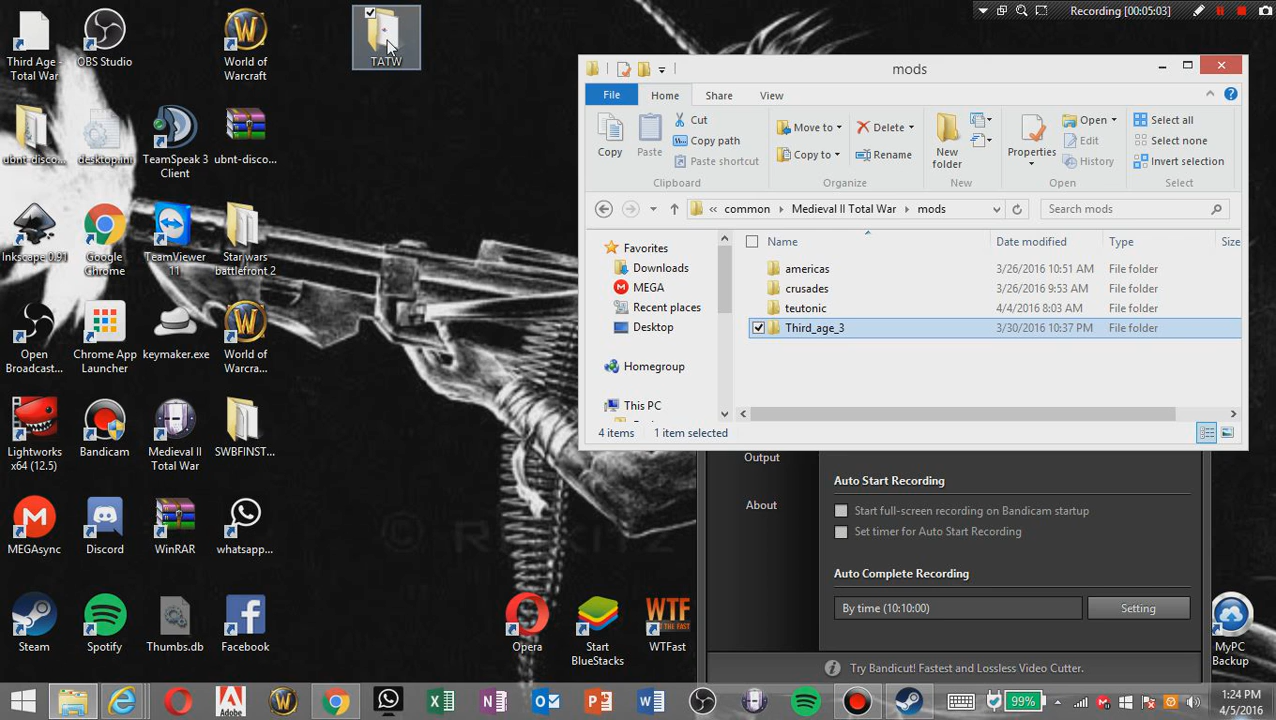 Recording [00:05:03]
Third Age - Total War
OBS Studio
World of Warcraft
TATW
mods
File
Home
Share
View
Cut
Copy path
Paste shortcut
Copy
Paste
Clipboard
Move to
Copy to
Delete
Rename
Organize
New folder
New
Properties
Open
Edit
History
Open
Select all
Select none
Invert selection
Select
ubnt-disco...
desktop.ini
TeamSpeak 3 Client
ubnt-disco...
common
Medieval II Total War
mods
Search mods
Favorites
Downloads
MEGA
Recent places
Desktop
Homegroup
This PC
Name
Date modified
Type
Size
americas
3/26/2016 10:51 AM
File folder
crusades
3/26/2016 9:53 AM
File folder
teutonic
4/4/2016 8:03 AM
File folder
Third_age_3
3/30/2016 10:37 PM
File folder
4 items
1 item selected
Inkscape 0.91
Google Chrome
TeamViewer 11
Star wars battlefront 2
Open Broadcast...
Chrome App Launcher
keymaker.exe
World of Warcra...
Lightworks x64 (12.5)
Bandicam
Medieval II Total War
SWBFINST...
MEGAsync
Discord
WinRAR
whatsapp...
Steam
Spotify
Thumbs.db
Facebook
Opera
Start BlueStacks
WTF
WTFast
MyPC Backup
Output
About
Auto Start Recording
Start full-screen recording on Bandicam startup
Set timer for Auto Start Recording
Auto Complete Recording
By time (10:10:00)
Setting
Try Bandicut! Fastest and Lossless Video Cutter.
Adobe
99%
1:24 PM
4/5/2016